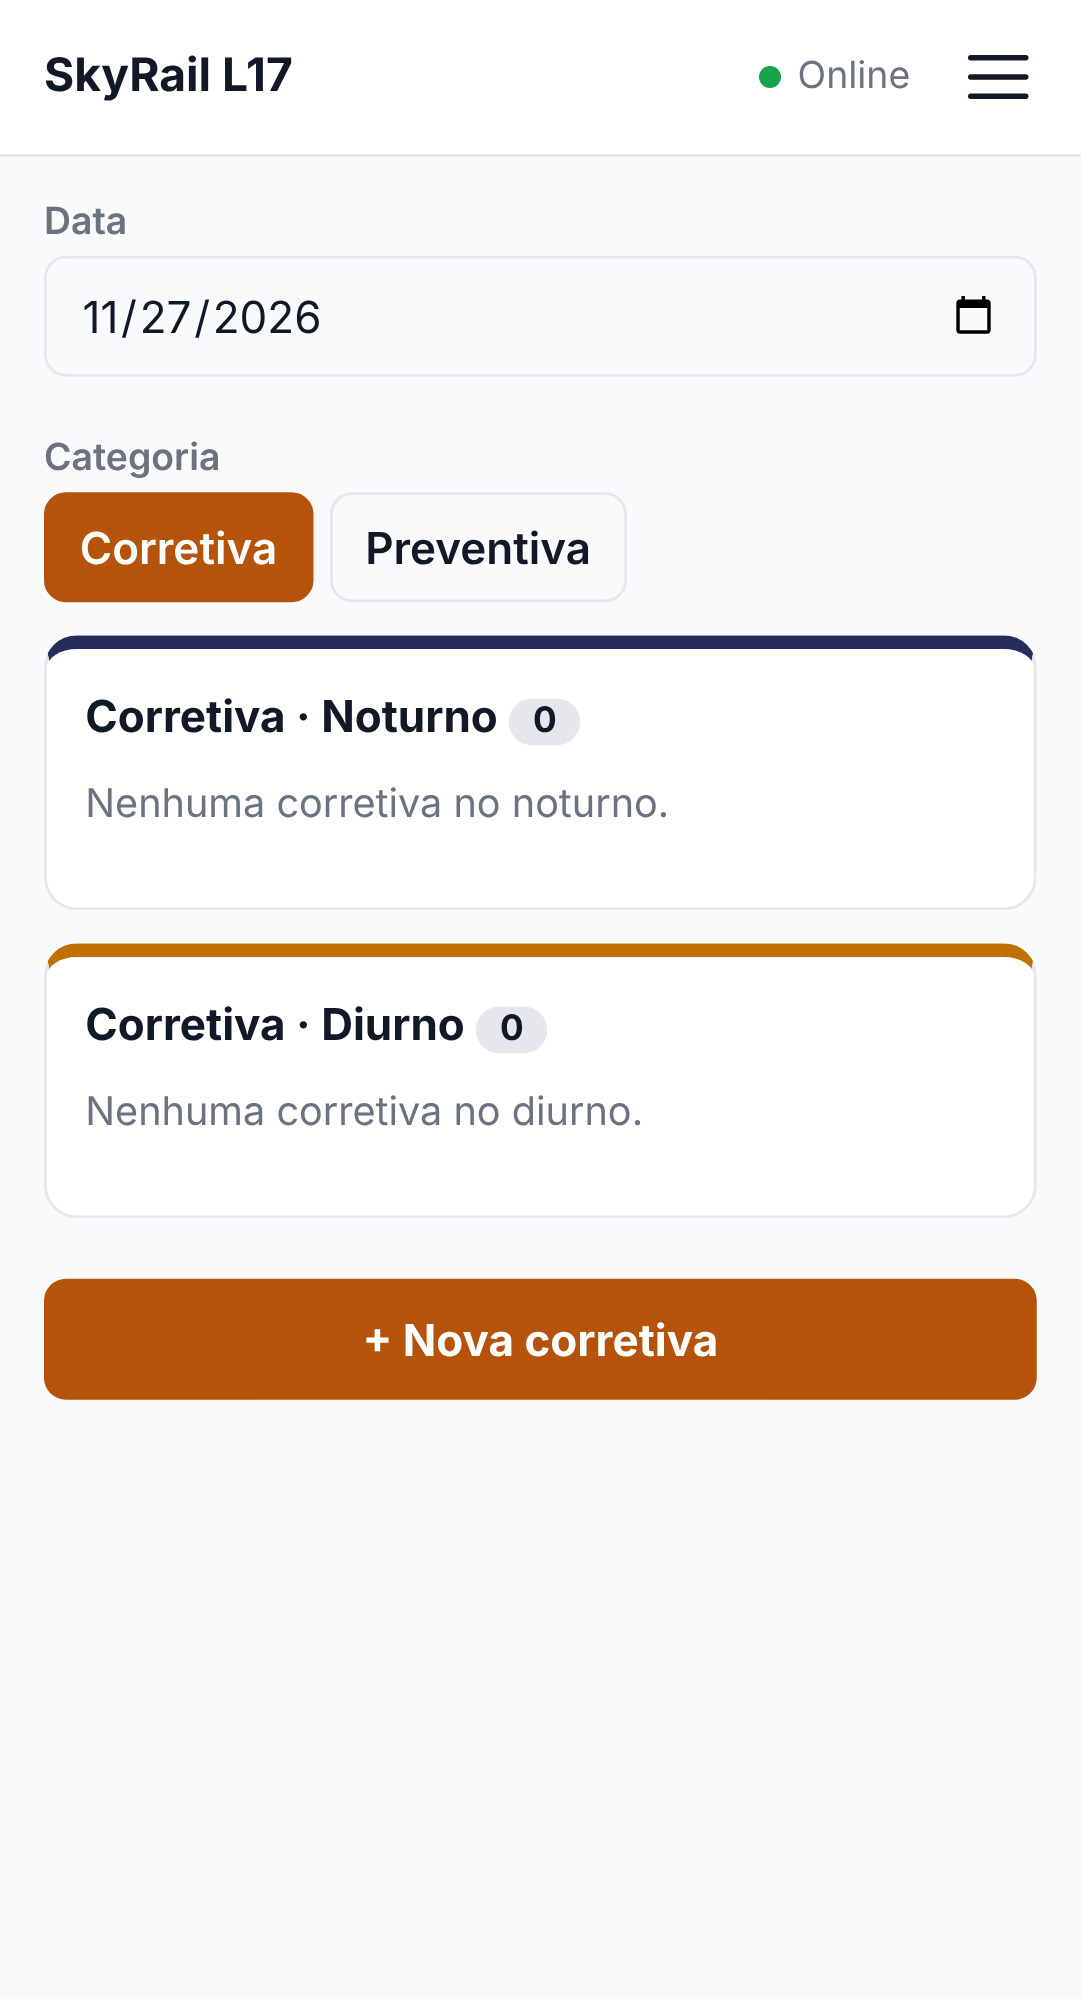 SkyRail L17
Online
Data
11/27/2026
Categoria
Corretiva
Preventiva
Corretiva · Noturno 0
Nenhuma corretiva no noturno.
Corretiva · Diurno 0
Nenhuma corretiva no diurno.
+ Nova corretiva